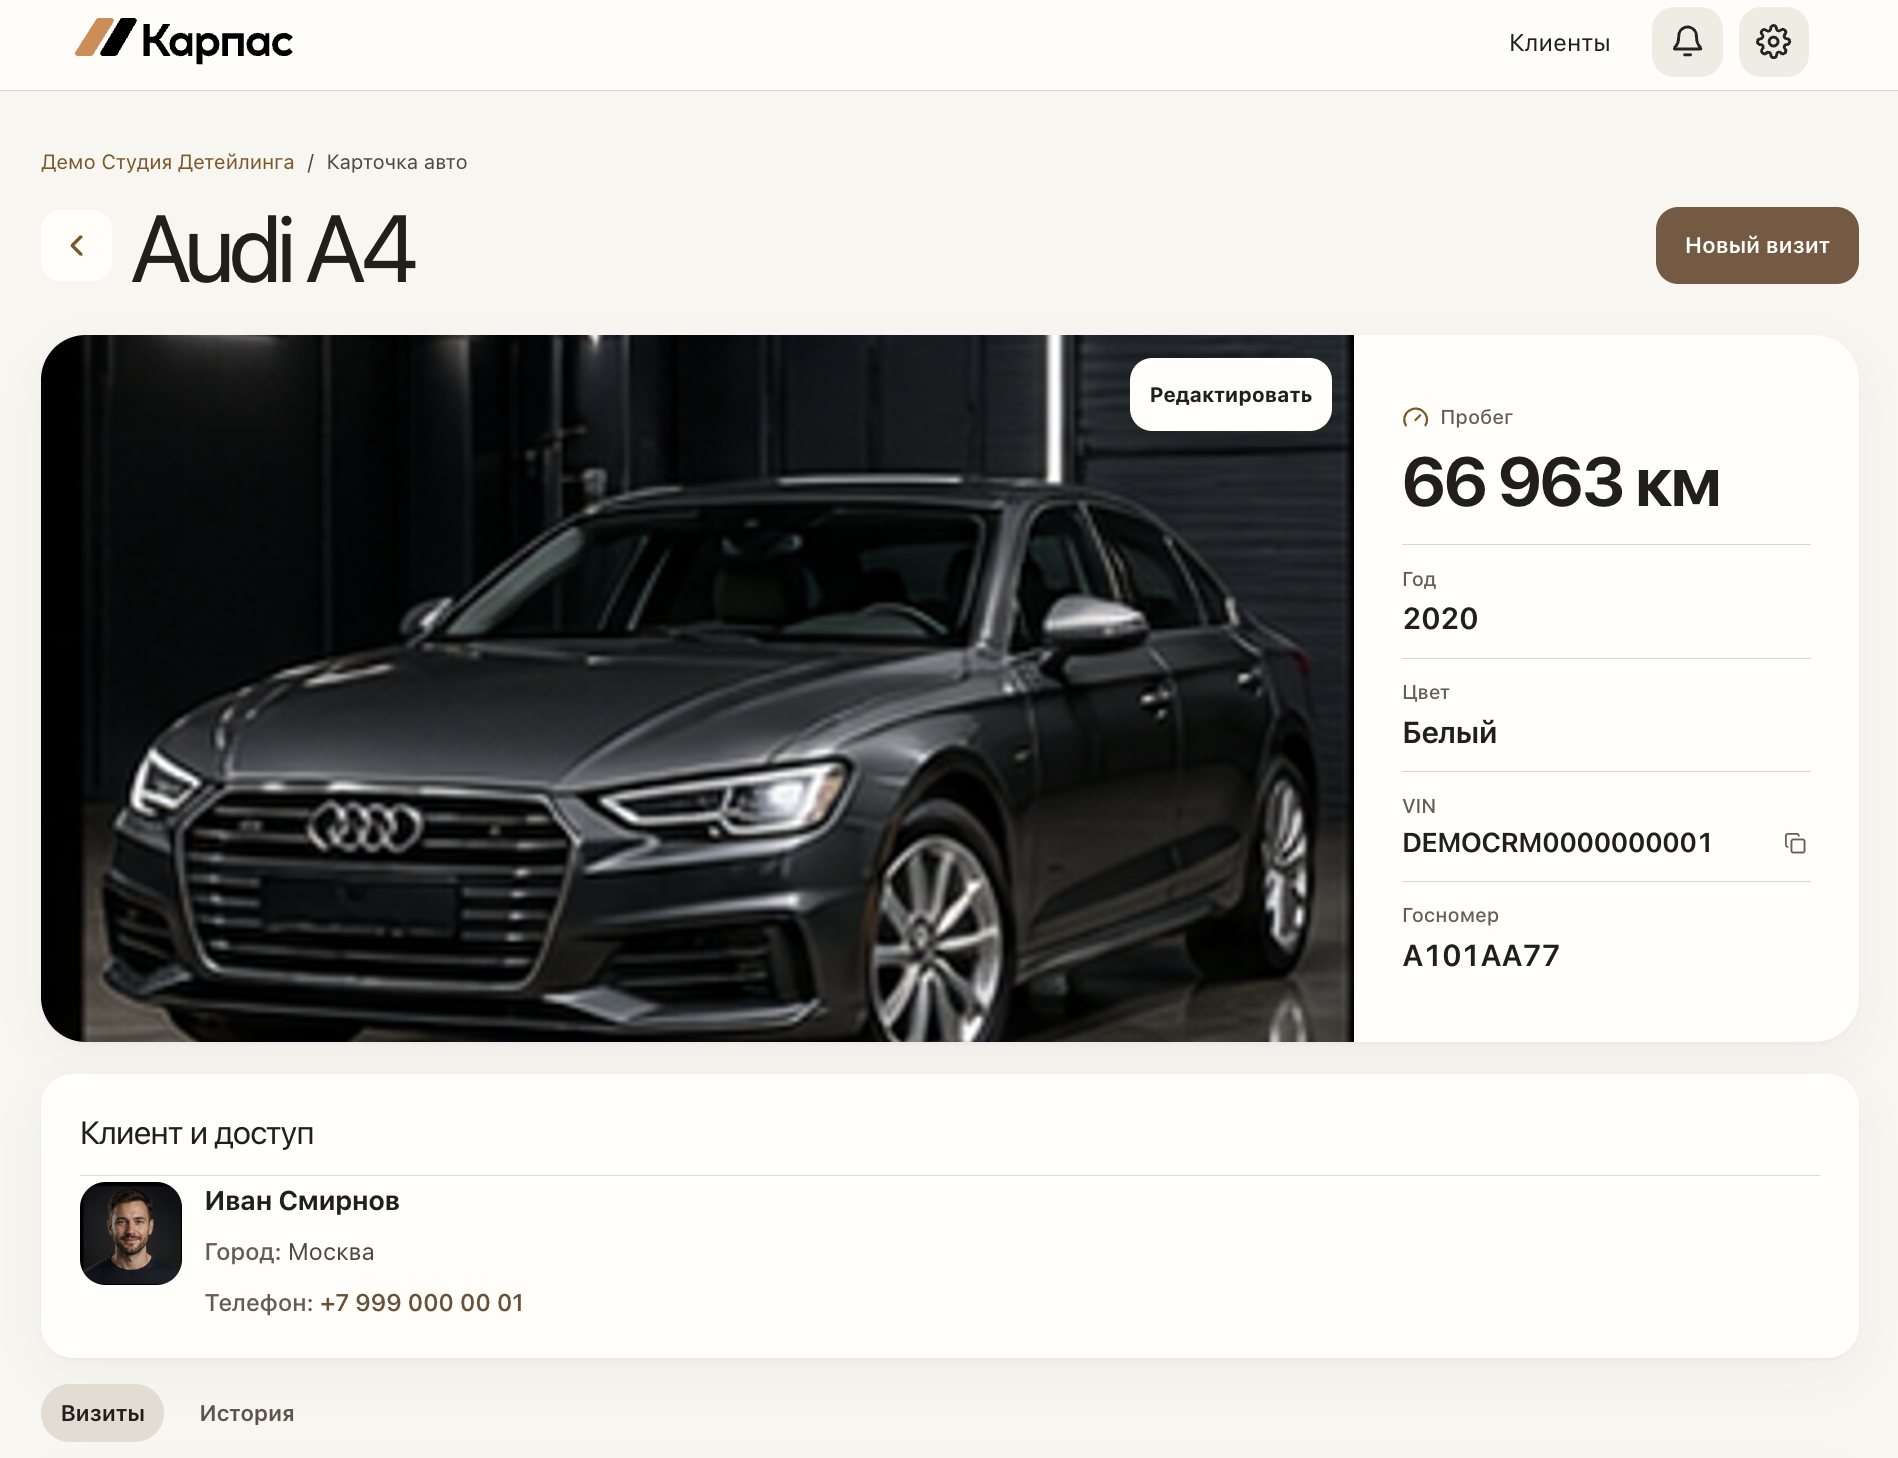 Карпас
Клиенты
Демо Студия Детейлинга / Карточка авто
Audi A4
Новый визит
Редактировать
Пробег
66 963 км
Год
2020
Цвет
Белый
VIN
DEMOCRM0000000001
Госномер
А101АА77
Клиент и доступ
Иван Смирнов
Город: Москва
Телефон: +7 999 000 00 01
Визиты
История